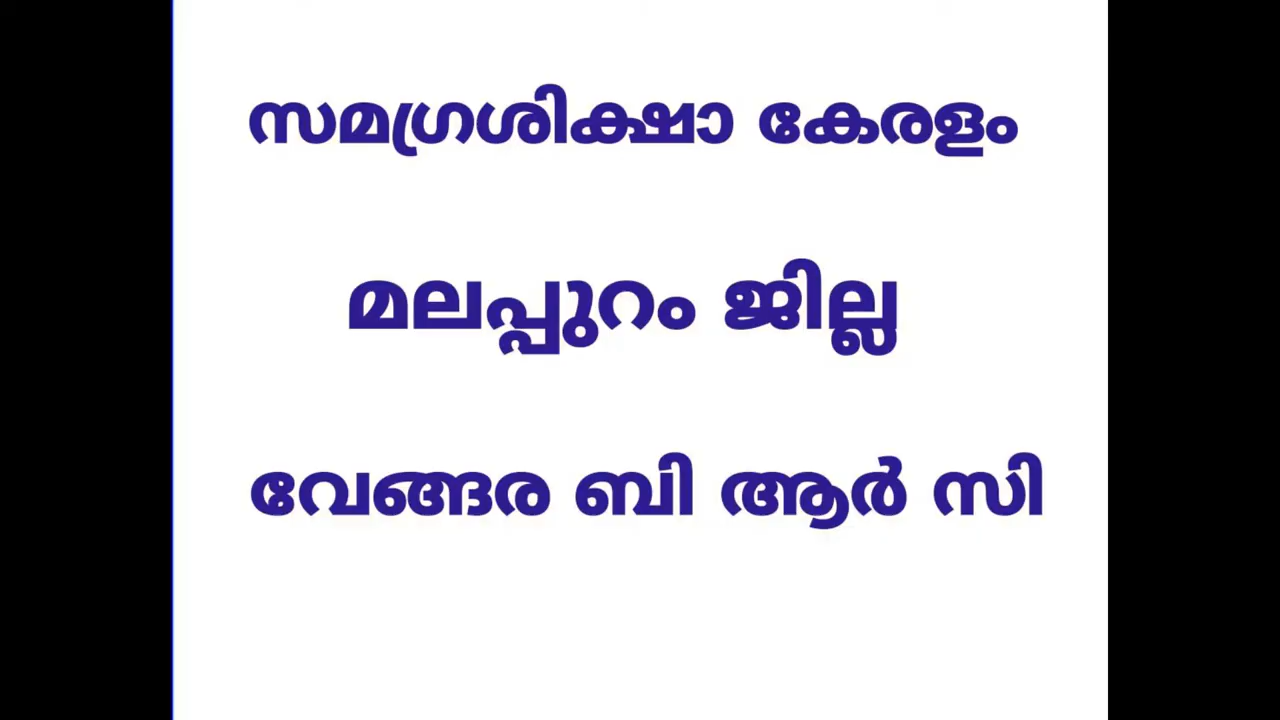 സമഗ്രശിക്ഷാ കേരളം
മലപ്പുറം ജില്ല
വേങ്ങര ബി ആർ സി